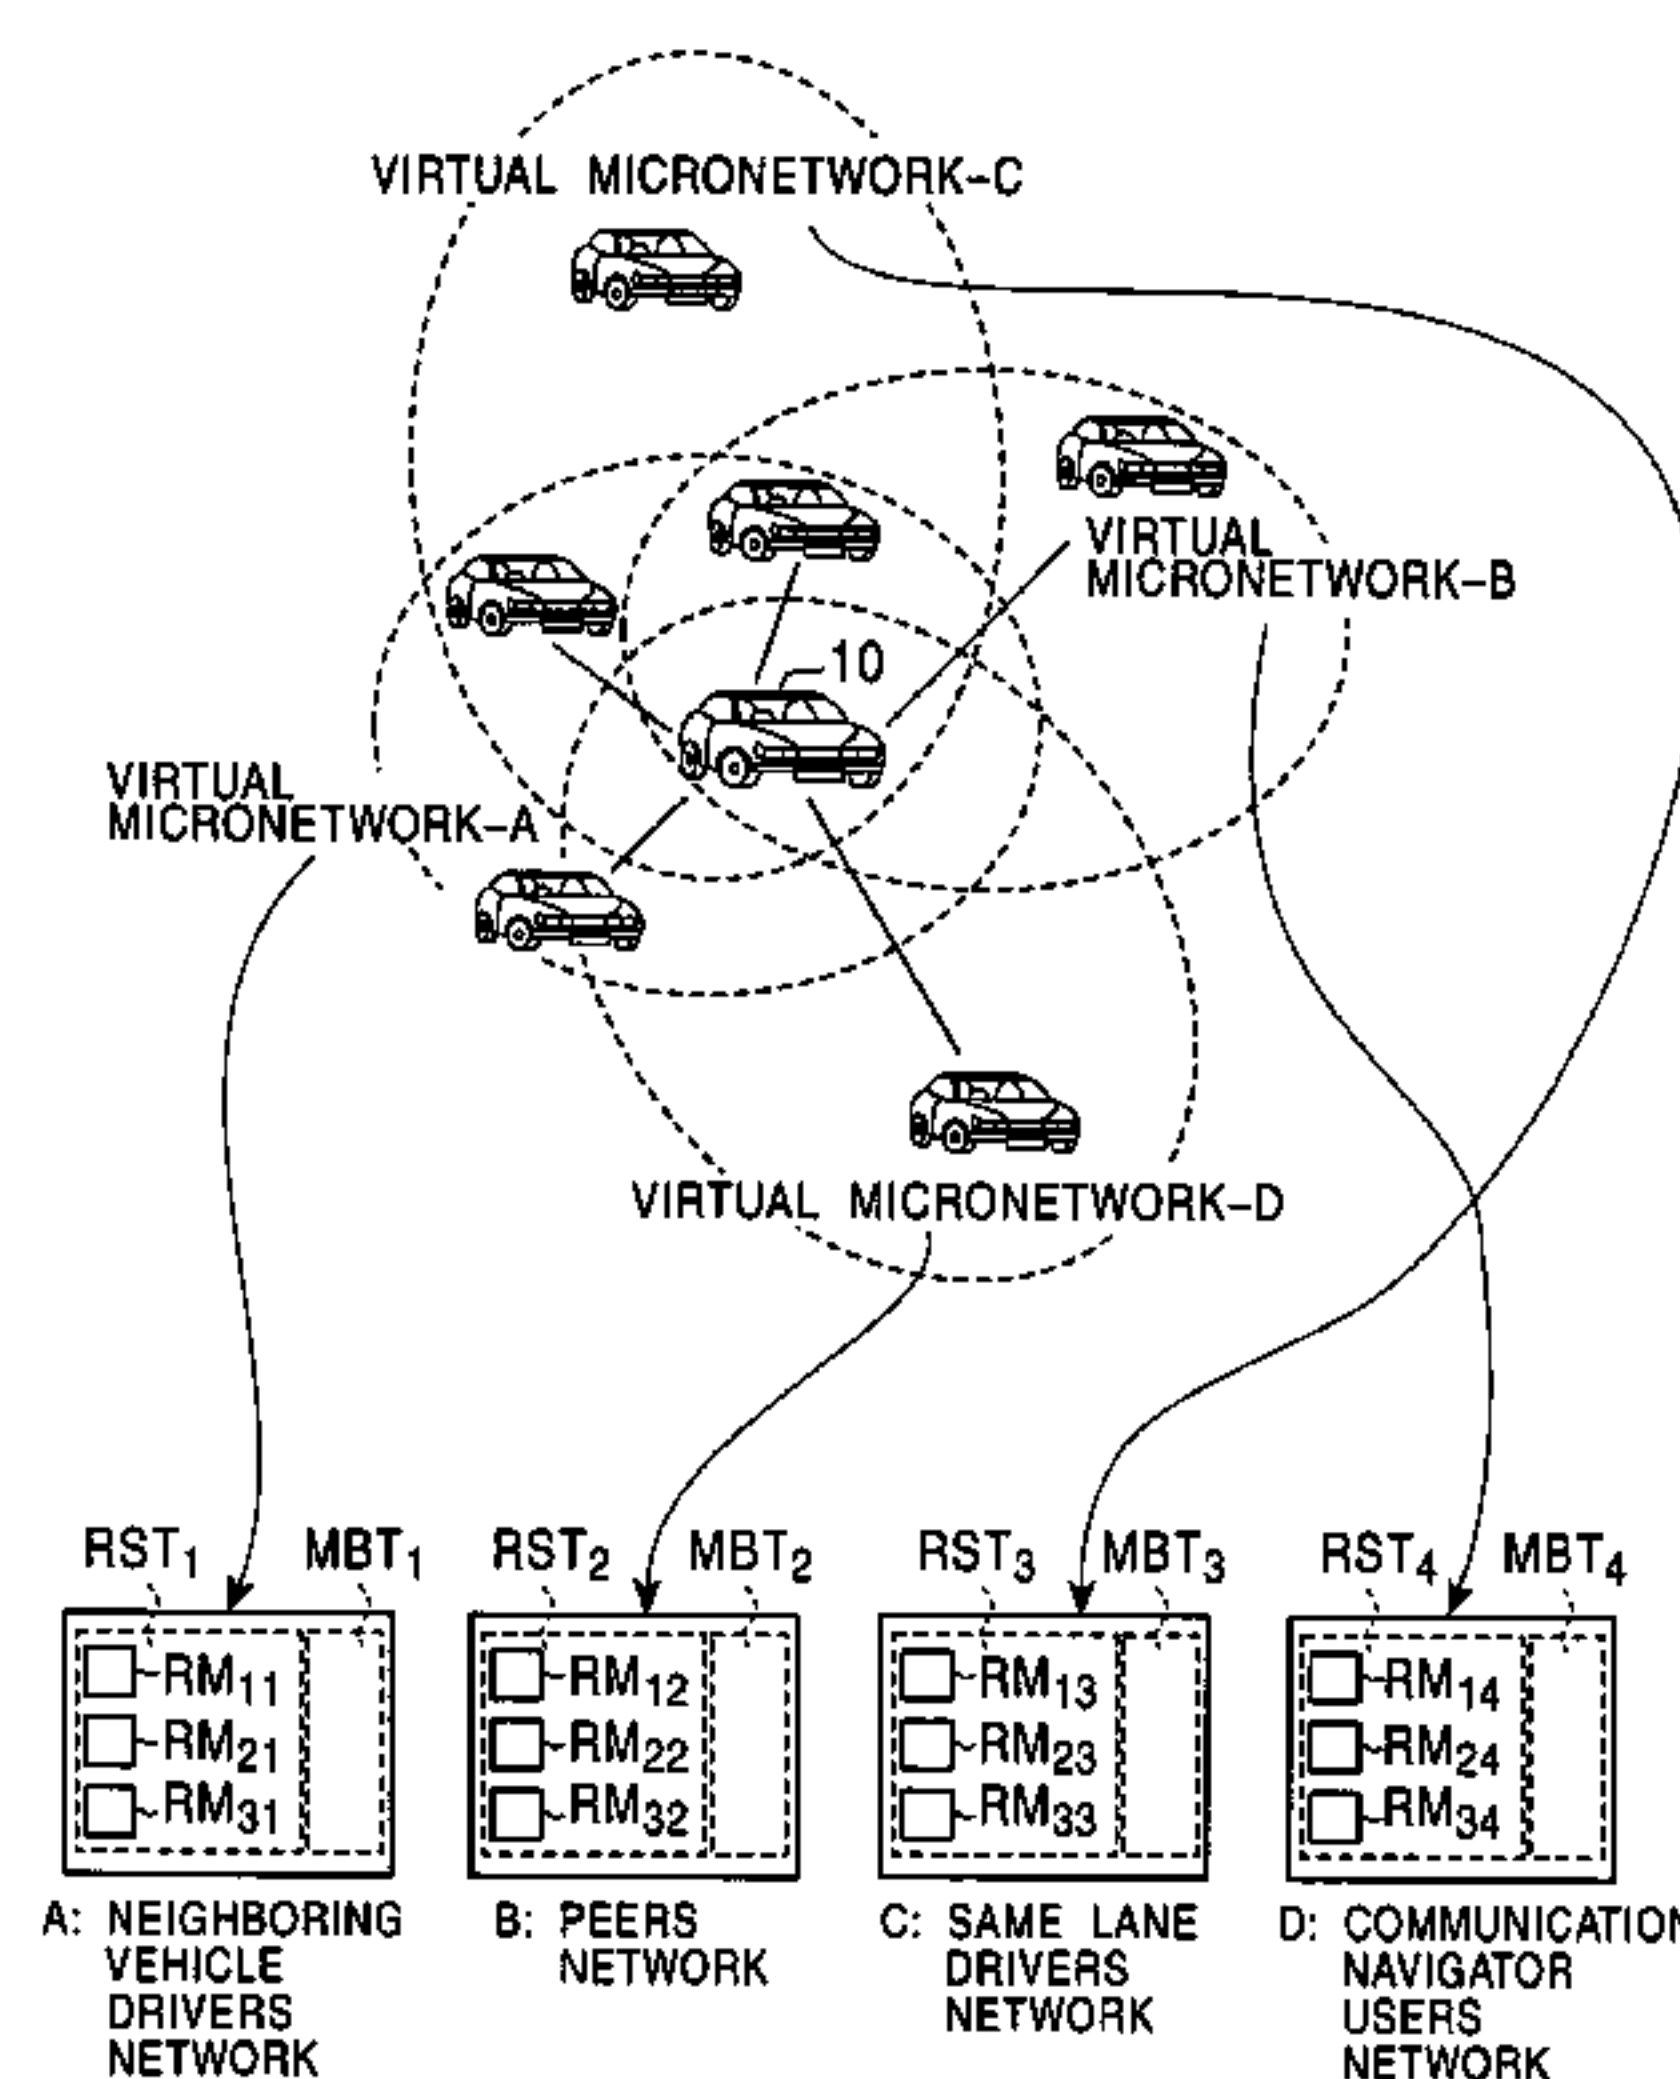 VIRTUAL MICRONETWORK-C
VIRTUAL
MICRONETWORK-B
10
VIRTUAL
MICRONETWORK-A
VIRTUAL MICRONETWORK-D
RST1 MBT1 RST2 MBT2 RST3 MBT3 RST4 MBT4
RM11 RM12 RM13 RM14
RM21 RM22 RM23 RM24
RM31 RM32 RM33 RM34
A: NEIGHBORING
VEHICLE
DRIVERS
NETWORK
B: PEERS
NETWORK
C: SAME LANE
DRIVERS
NETWORK
D: COMMUNICATION
NAVIGATOR
USERS
NETWORK